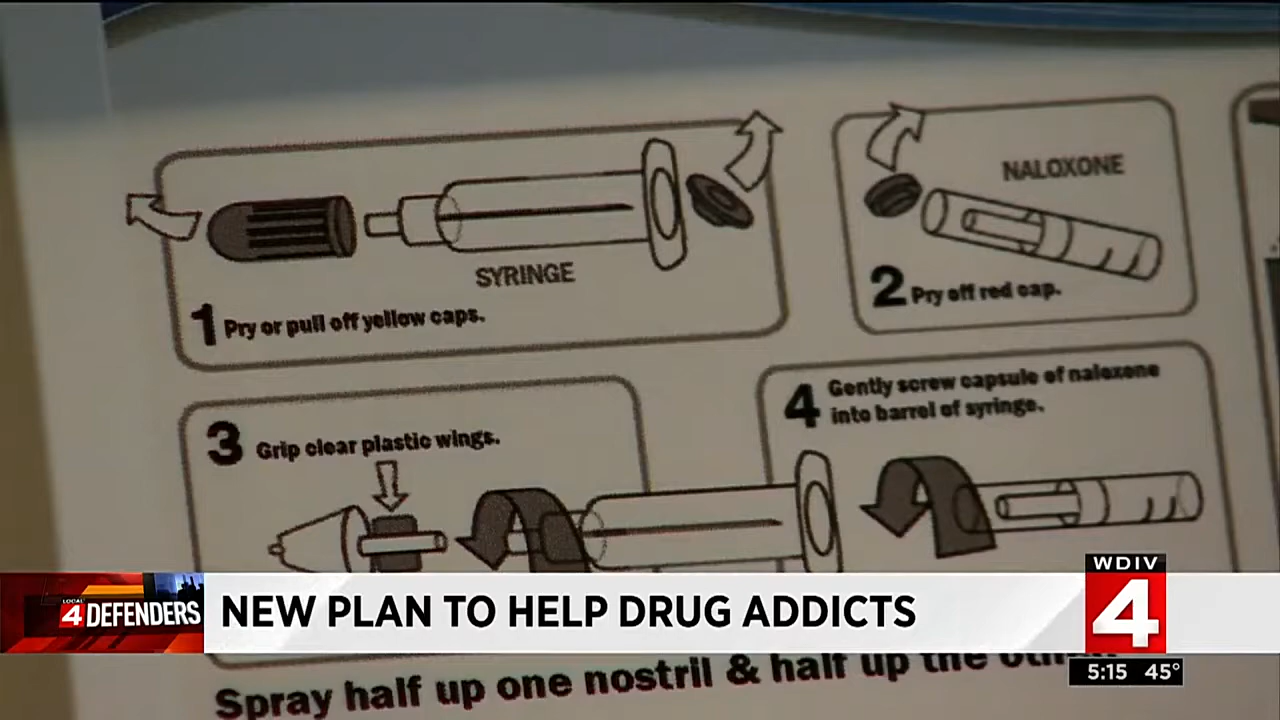 SYRINGE
1 Pry or pull off yellow caps.
NALOXONE
2 Pry off red cap.
3 Grip clear plastic wings.
4 Gently screw capsule of naloxone
into barrel of syringe.
LOCAL
4 DEFENDERS
NEW PLAN TO HELP DRUG ADDICTS
WDIV
4
5:15 45°
Spray half up one nostril & half up the